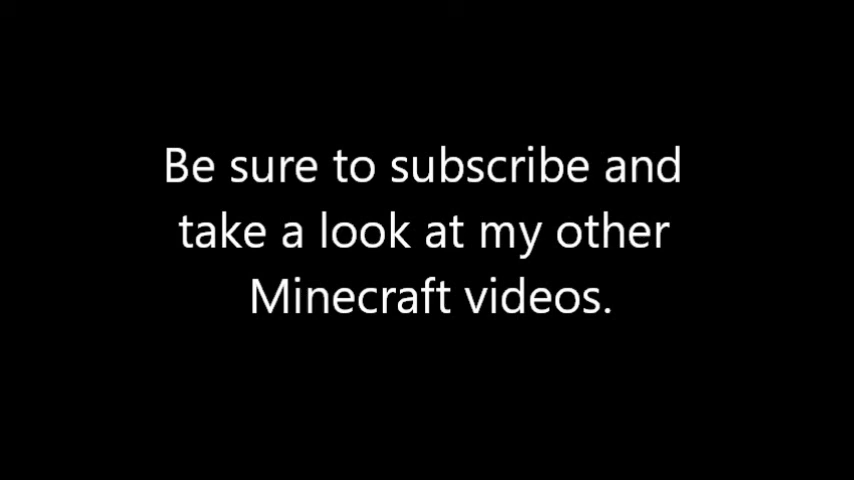 Be sure to subscribe and
take a look at my other
Minecraft videos.